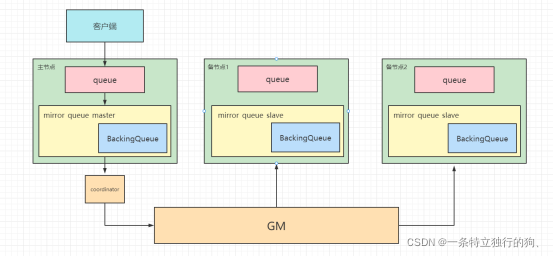 客户端
主节点
queue
mirror queue master
BackingQueue
coordinator
备节点1
queue
mirror queue slave
BackingQueue
备节点2
queue
mirror queue slave
BackingQueue
GM
CSDN @一条特立独行的狗、